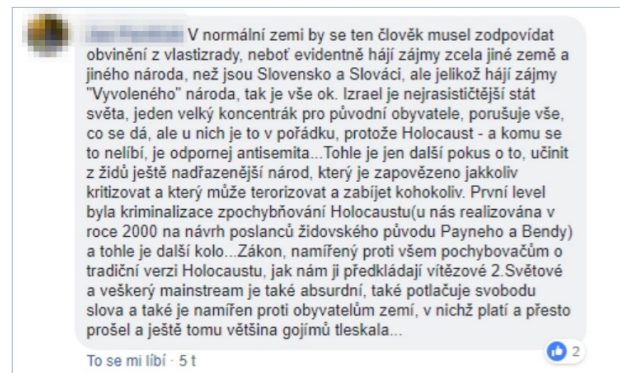 V normální zemi by se ten člověk musel zodpovídat
obvinění z vlastizrady, neboť evidentně hájí zájmy zcela jiné země a
jiného národa, než jsou Slovensko a Slováci, ale jelikož hájí zájmy
"Vyvoleného" národa, tak je vše ok. Izrael je nejrasističtější stát
světa, jeden velký koncentrák pro původní obyvatele, porušuje vše,
co se dá, ale u nich je to v pořádku, protože Holocaust - a komu se
to nelíbí, je odpornej antisemita...Tohle je jen další pokus o to, učinit
z židů ještě nadřazenější národ, který je zapovězeno jakkoliv
kritizovat a který může terorizovat a zabíjet kohokoliv. První level
byla kriminalizace zpochybňování Holocaustu(u nás realizována v
roce 2000 na návrh poslanců židovského původu Payneho a Bendy)
a tohle je další kolo...Zákon, namířený proti všem pochybovačům o
tradiční verzi Holocaustu, jak nám ji předkládají vítězové 2.Světové
a veškerý mainstream je také absurdní, také potlačuje svobodu
slova a také je namířen proti obyvatelům zemí, v nichž platí a přesto
prošel a ještě tomu většina gojímů tleskala...
2
To se mi líbí · 5 t